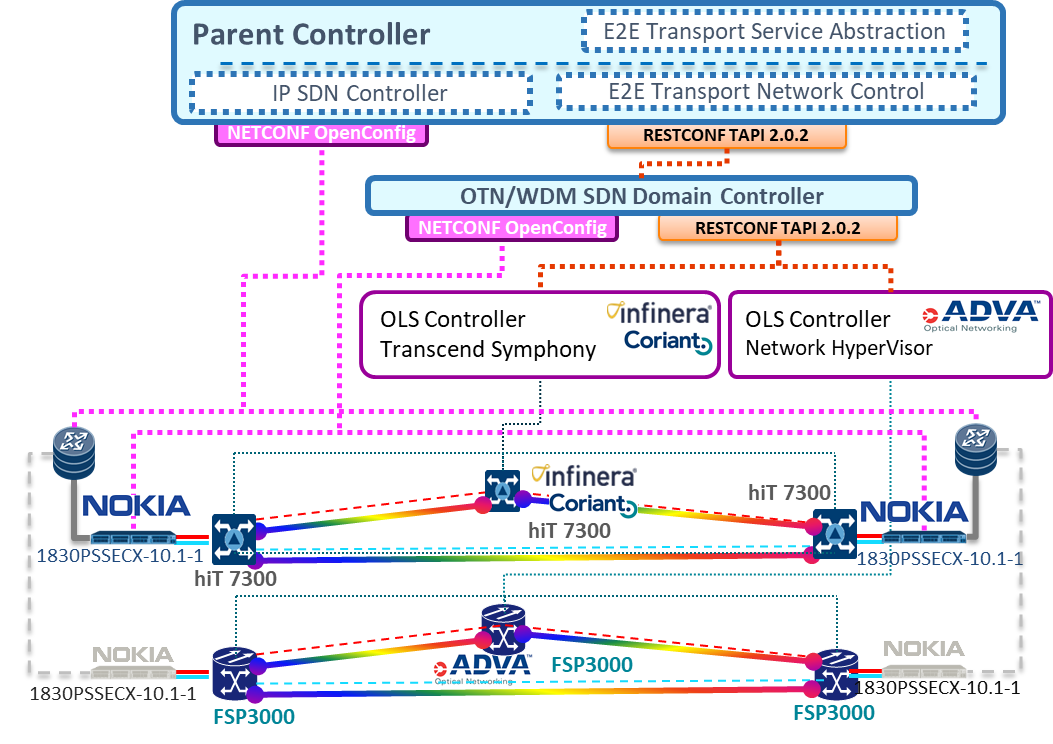 Parent Controller
E2E Transport Service Abstraction
IP SDN Controller
E2E Transport Network Control
NETCONF OpenConfig
RESTCONF TAPI 2.0.2
OTN/WDM SDN Domain Controller
NETCONF OpenConfig
RESTCONF TAPI 2.0.2
OLS Controller
Transcend Symphony
infinera®
Coriant
OLS Controller
Network HyperVisor
ADVA™
Optical Networking
NOKIA
1830PSSECX-10.1-1
hiT 7300
infinera®
Coriant
hiT 7300
hiT 7300
NOKIA
1830PSSECX-10.1-1
NOKIA
1830PSSECX-10.1-1
FSP3000
ADVA™
Optical Networking
FSP3000
FSP3000
NOKIA
1830PSSECX-10.1-1